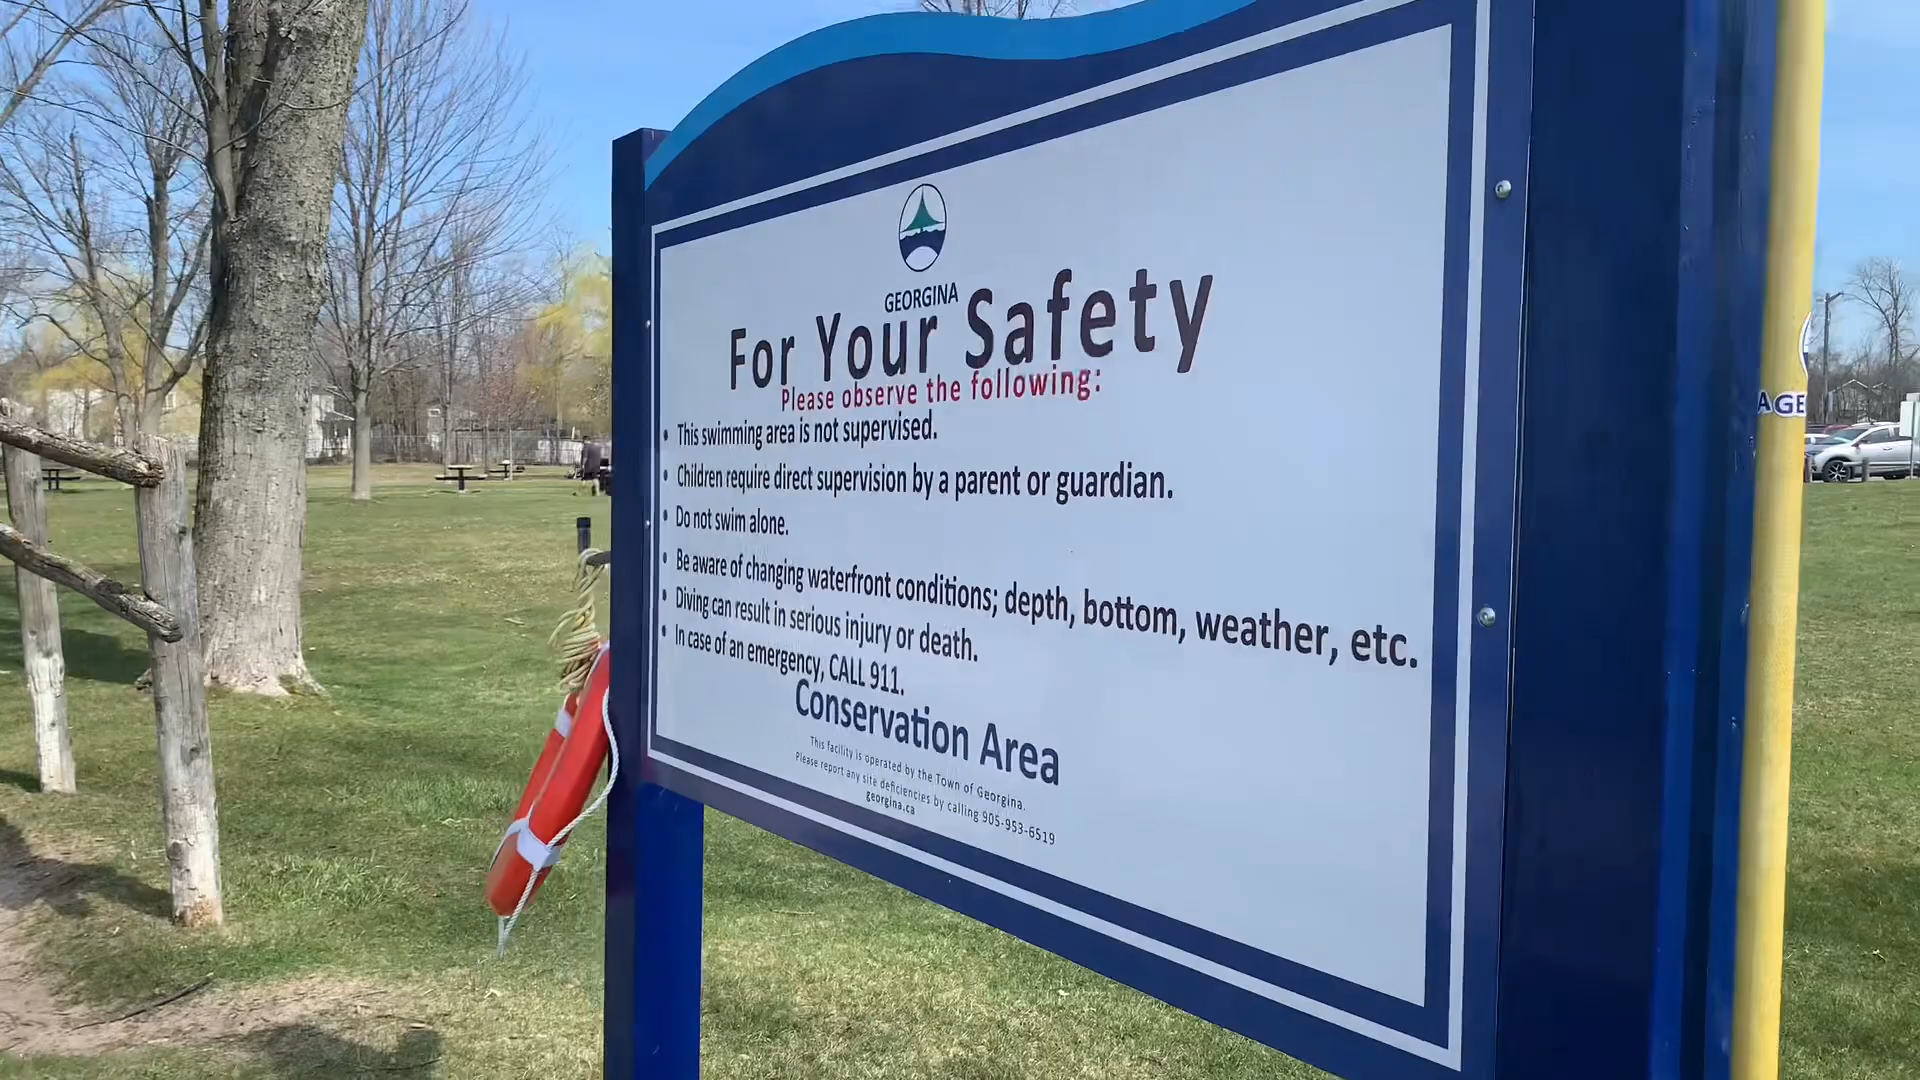 GEORGINA
For Your Safety
Please observe the following:
• This swimming area is not supervised.
• Children require direct supervision by a parent or guardian.
• Do not swim alone.
• Be aware of changing waterfront conditions; depth, bottom, weather, etc.
• Diving can result in serious injury or death.
• In case of an emergency, CALL 911.
Conservation Area
This facility is operated by the Town of Georgina.
Please report any site deficiencies by calling 905-953-6519
georgina.ca
AGE